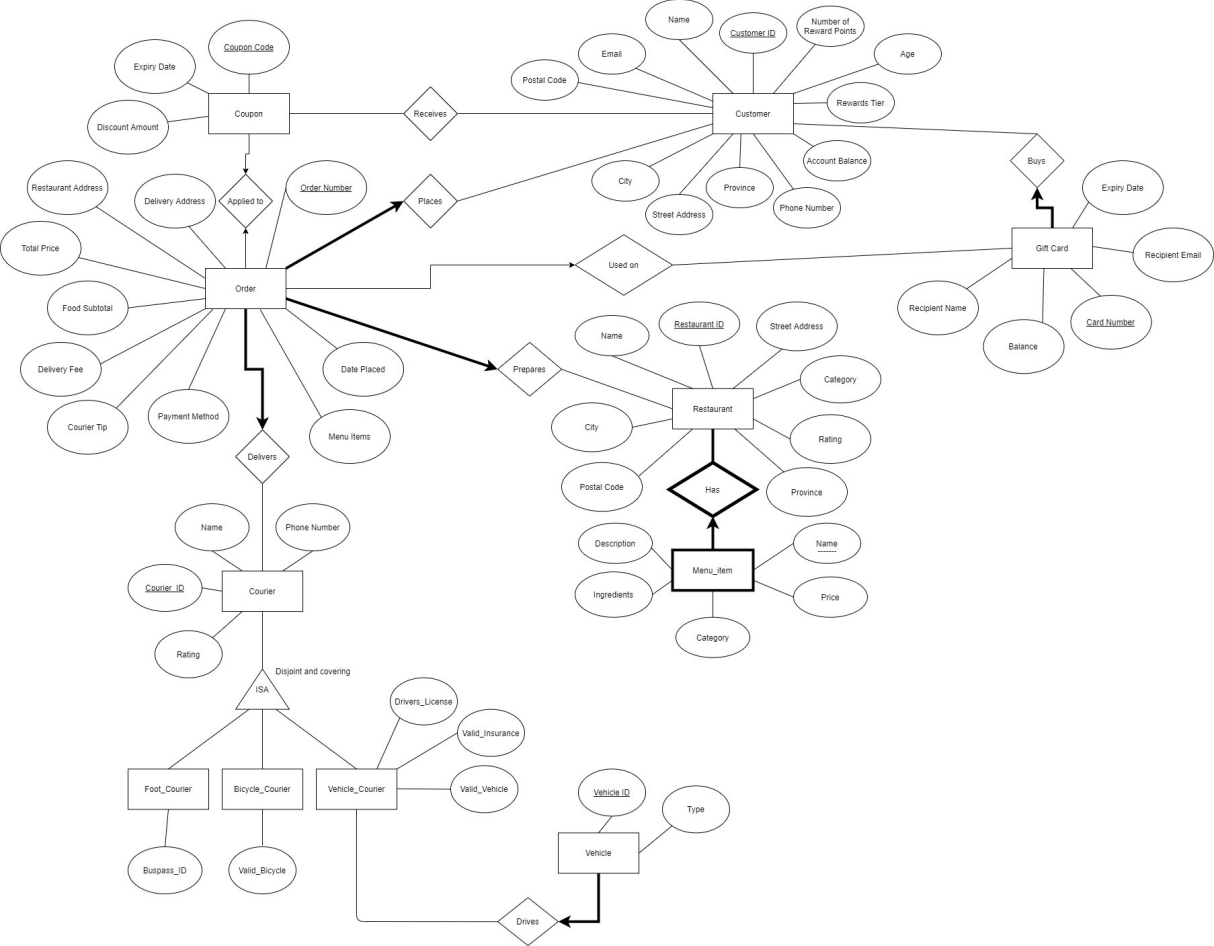 Name
Customer ID
Number of
Reward Points
Coupon Code
Email
Age
Expiry Date
Postal Code
Rewards Tier
Coupon
Receives
Customer
Discount Amount
Account Balance
Buys
City
Province
Restaurant Address
Order Number
Expiry Date
Delivery Address
Applied to
Places
Street Address
Phone Number
Total Price
Gift Card
Recipient Email
Used on
Order
Food Subtotal
Recipient Name
Restaurant ID
Street Address
Card Number
Name
Balance
Delivery Fee
Date Placed
Prepares
Category
Payment Method
Restaurant
Courier Tip
City
Menu Items
Rating
Delivers
Postal Code
Has
Province
Name
Phone Number
Description
Name
Menu_item
Courier_ID
Courier
Ingredients
Price
Category
Rating
Disjoint and covering
ISA
Drivers_License
Valid_Insurance
Foot_Courier
Bicycle_Courier
Vehicle_Courier
Valid_Vehicle
Vehicle ID
Type
Vehicle
Buspass_ID
Valid_Bicycle
Drives